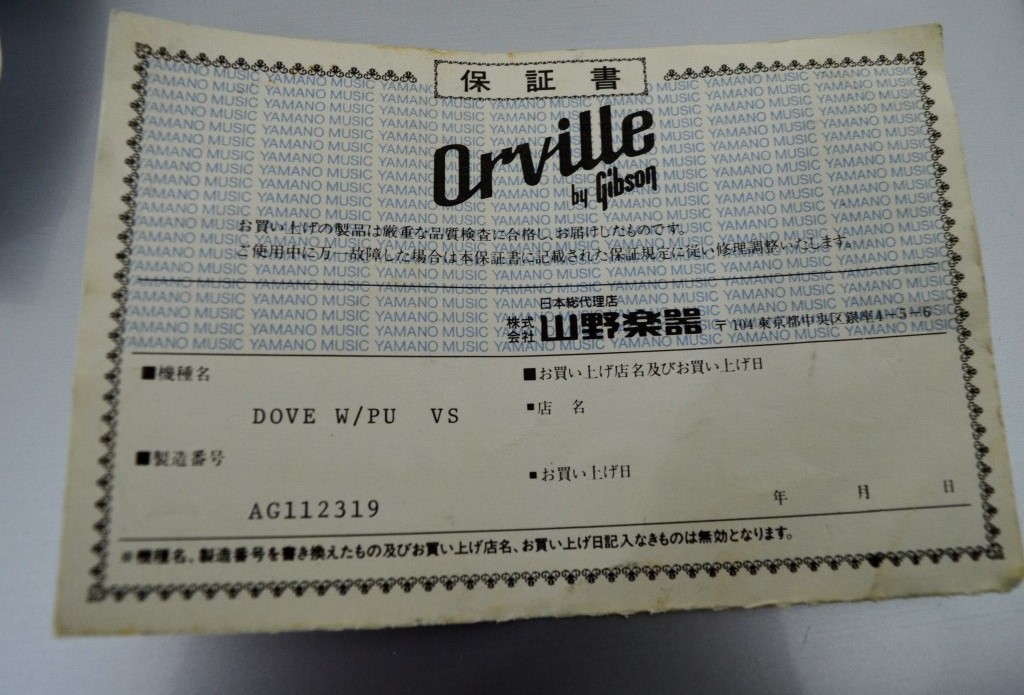 保証書
Orville
by Gibson
お買い上げの製品は厳重な品質検査に合格し、お届けしたものです。
ご使用中に万一故障した場合は本保証書に記載された保証規定に従い修理調整いたします。
日本総代理店
株式会社 山野楽器 〒104 東京都中央区銀座4-5-6
YAMANO MUSIC
■機種名
DOVE W/PU VS
■製造番号
AG112319
■お買い上げ店名及びお買い上げ日
■店 名
■お買い上げ日
年 月 日
※機種名、製造番号を書き換えたもの及びお買い上げ店名、お買い上げ日記入なきものは無効となります。